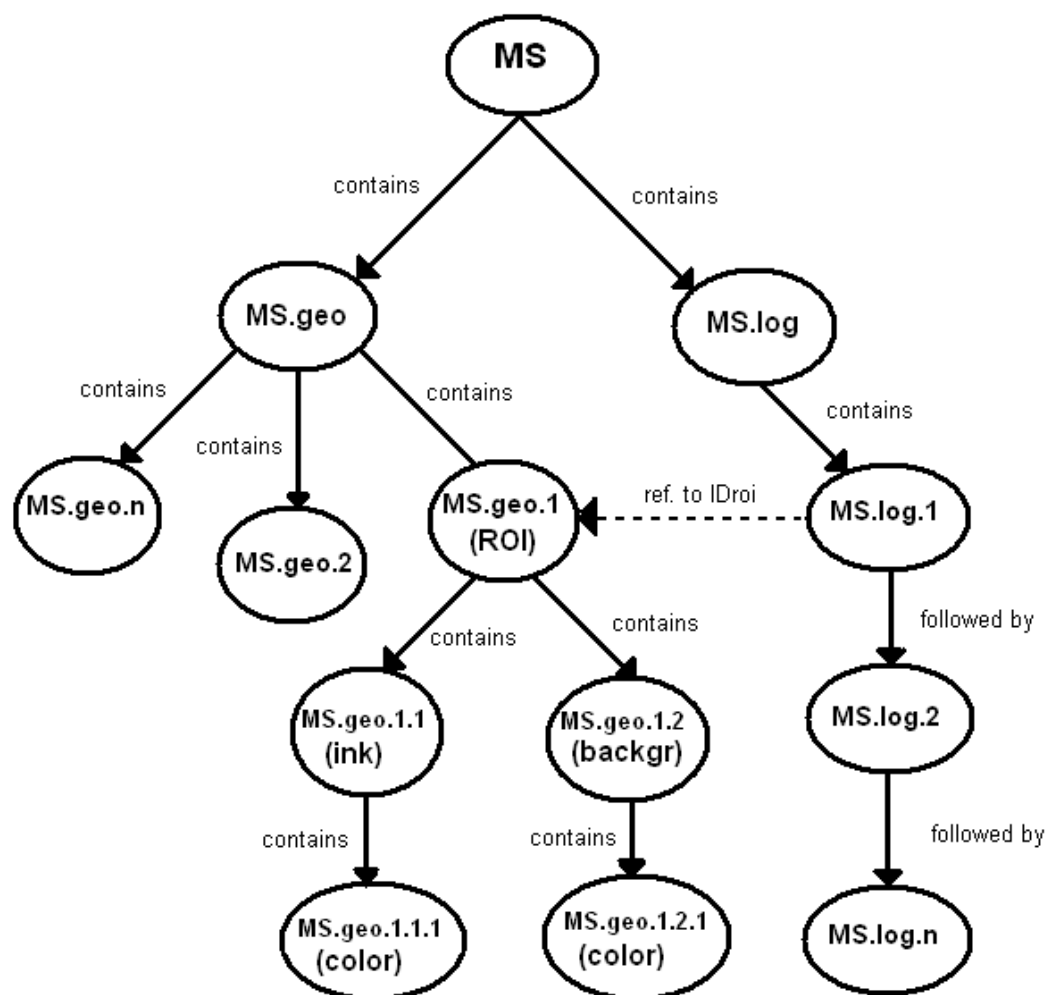 MS
contains
contains
MS.geo
MS.log
contains
contains
contains
contains
MS.geo.n
MS.geo.2
MS.geo.1
(ROI)
ref. to IDroi
MS.log.1
contains
contains
followed by
MS.geo.1.1
(ink)
MS.geo.1.2
(backgr)
MS.log.2
contains
contains
followed by
MS.geo.1.1.1
(color)
MS.geo.1.2.1
(color)
MS.log.n